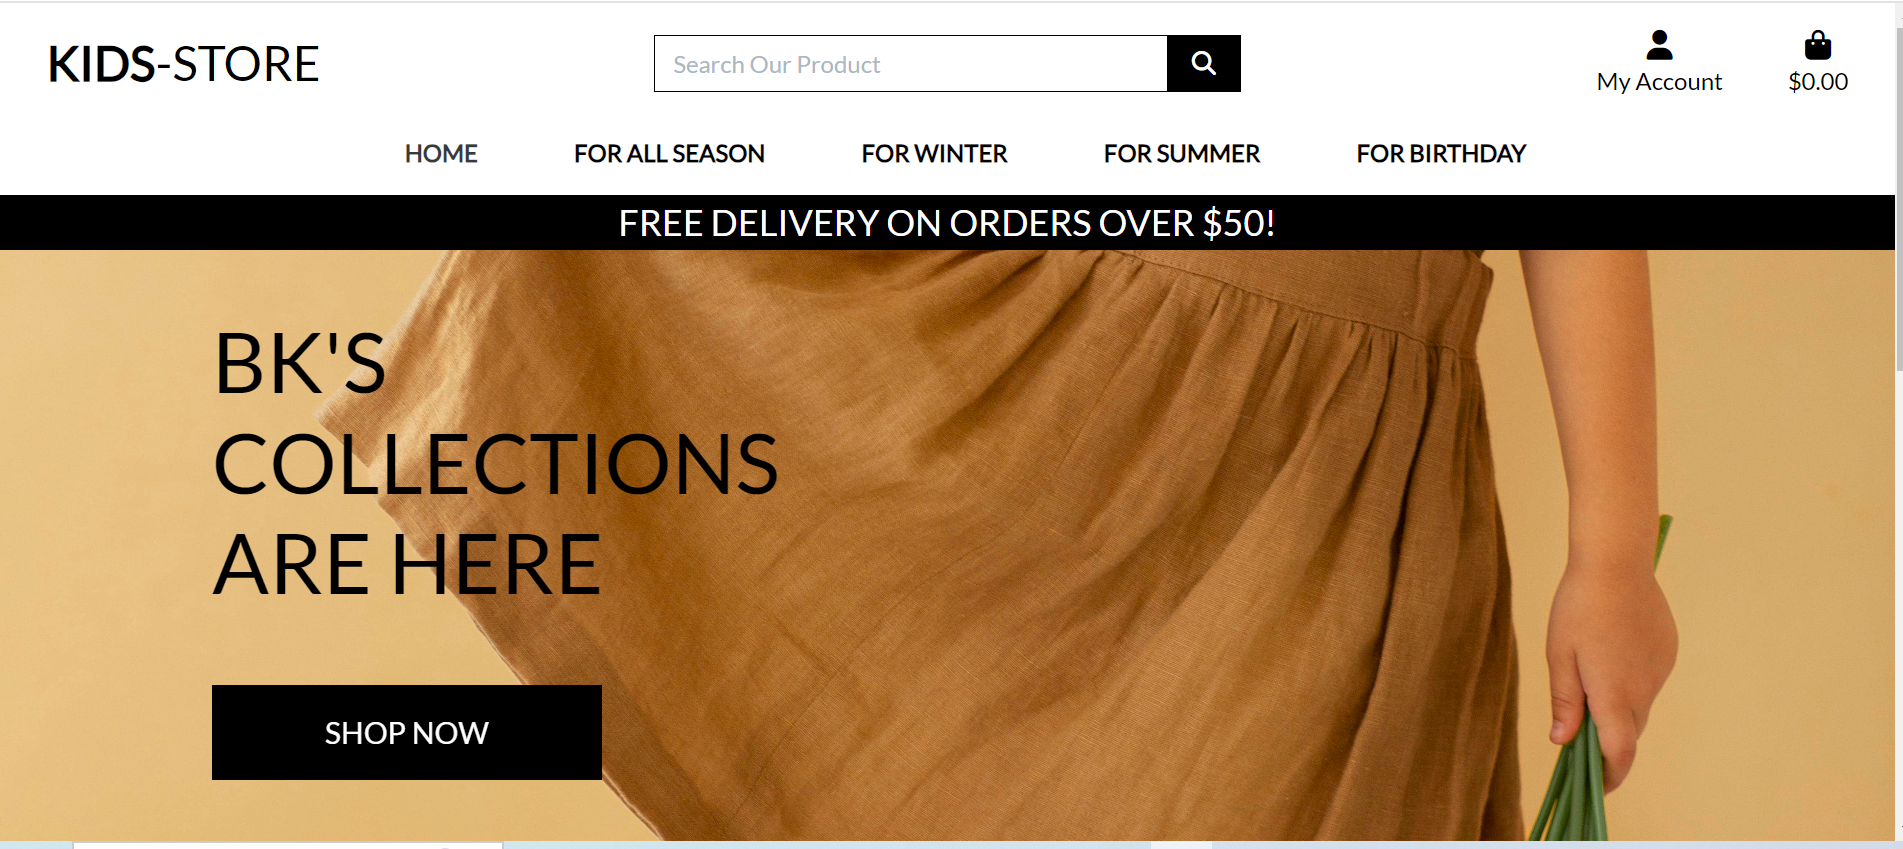 KIDS-STORE
Search Our Product
My Account
$0.00
HOME
FOR ALL SEASON
FOR WINTER
FOR SUMMER
FOR BIRTHDAY
FREE DELIVERY ON ORDERS OVER $50!
BK'S
COLLECTIONS
ARE HERE
SHOP NOW